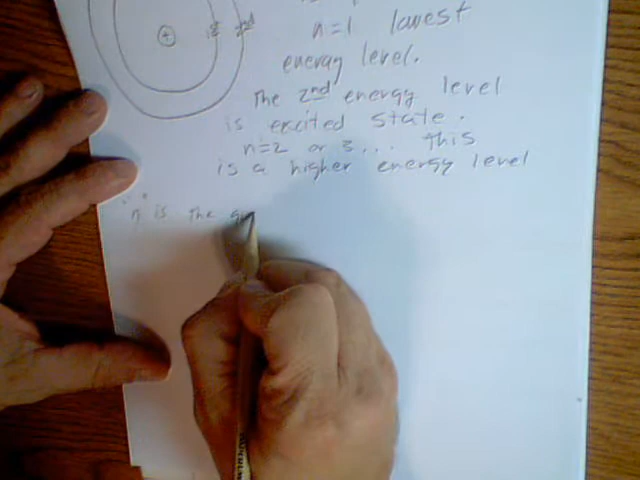 + 1st 2nd
n=1 lowest
energy level.
The 2nd energy level
is excited state.
n=2 or 3... this
is a higher energy level
"n" is the qu